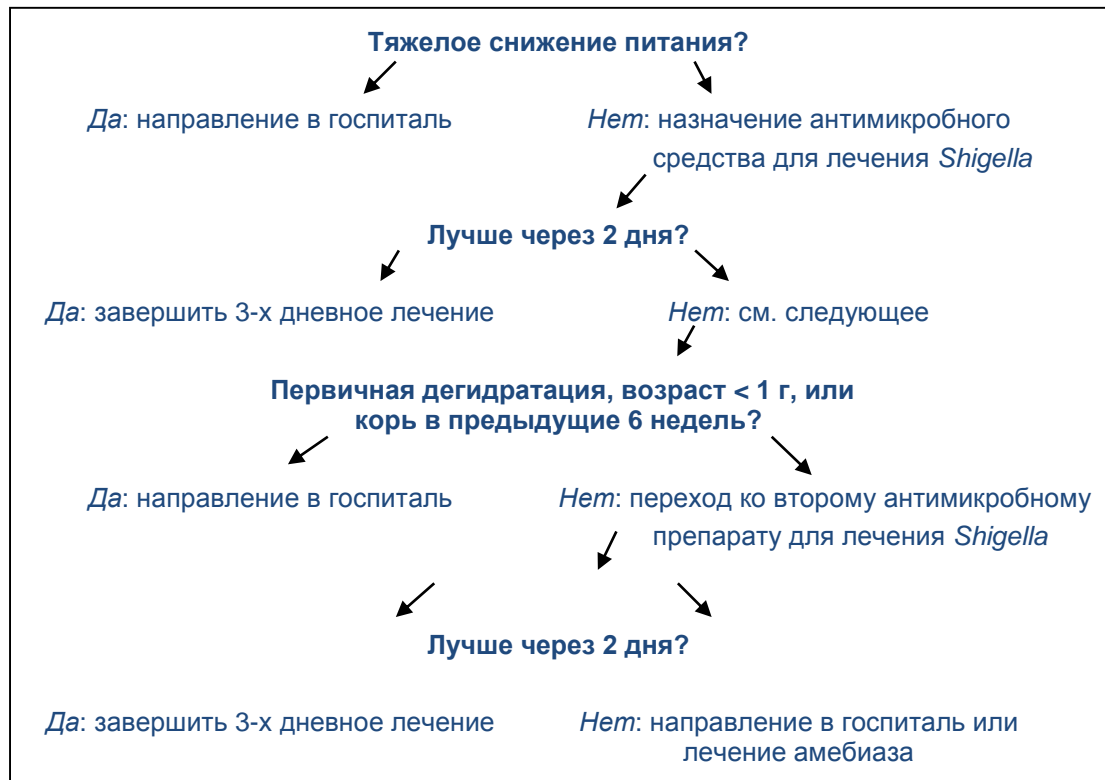 Тяжелое снижение питания?
Да: направление в госпиталь
Нет: назначение антимикробного
средства для лечения Shigella
Лучше через 2 дня?
Да: завершить 3-х дневное лечение
Нет: см. следующее
Первичная дегидратация, возраст < 1 г, или
корь в предыдущие 6 недель?
Да: направление в госпиталь
Нет: переход ко второму антимикробному
препарату для лечения Shigella
Лучше через 2 дня?
Да: завершить 3-х дневное лечение
Нет: направление в госпиталь или
лечение амебиаза